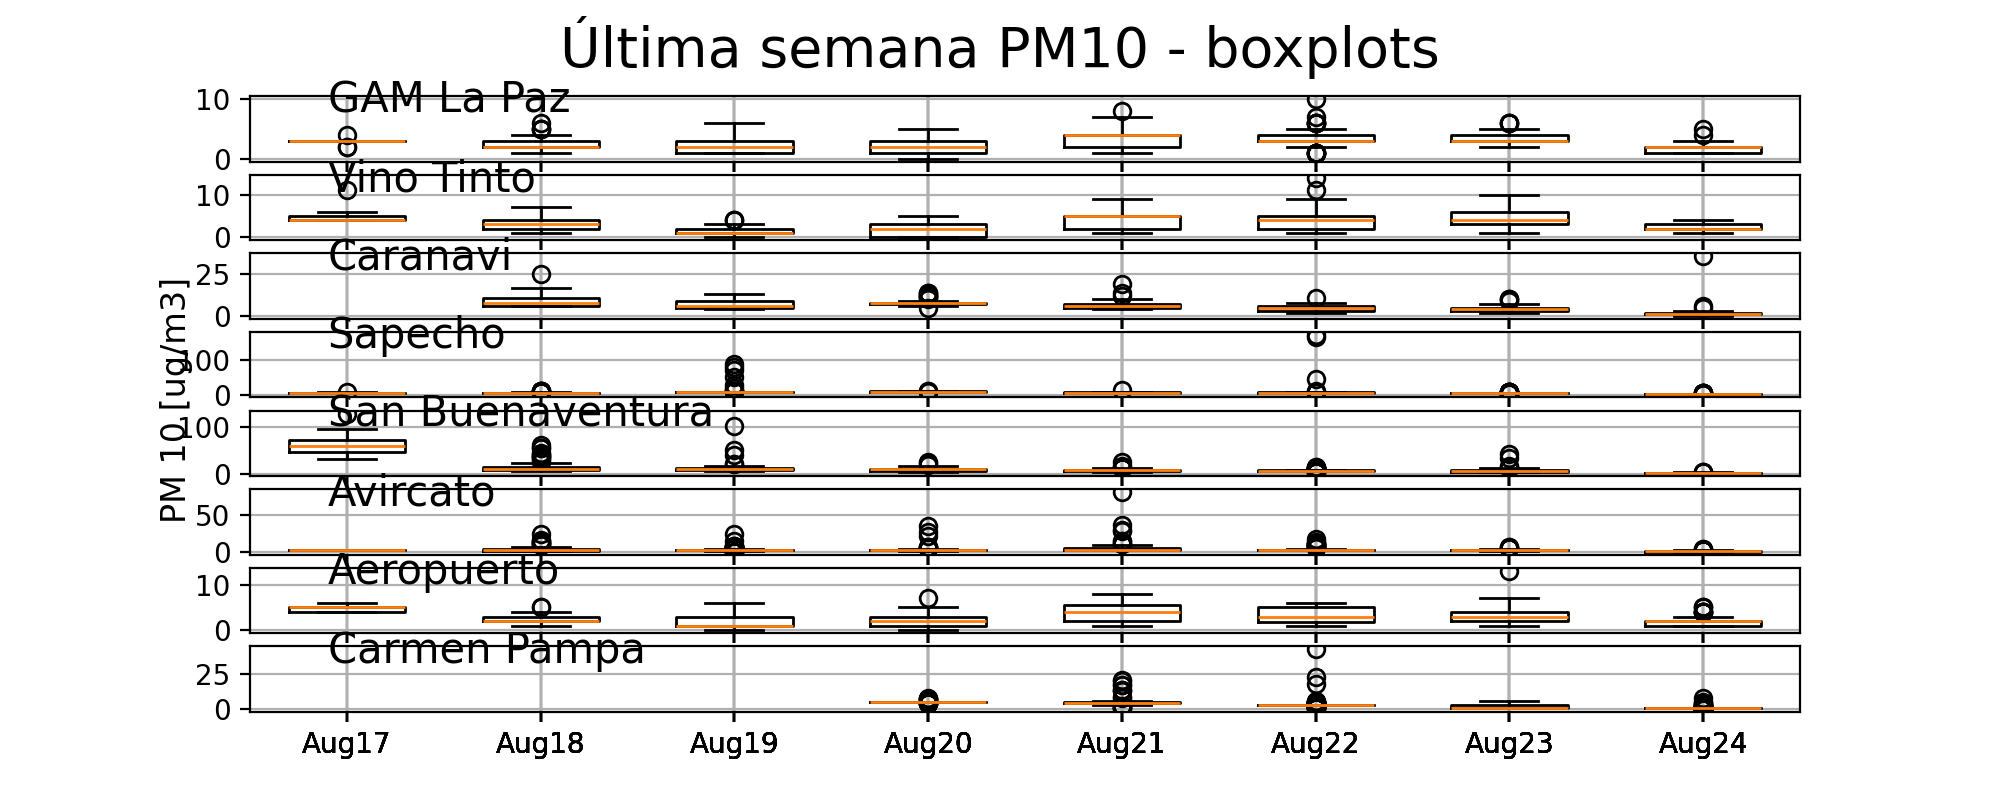 Última semana PM10 - boxplots
PM 10 [ug/m3]
GAM La Paz
10
0
Vino Tinto
10
0
Caranavi
25
0
Sapecho
100
0
San Buenaventura
100
0
Avircato
50
0
Aeropuerto
10
0
Carmen Pampa
25
0
Aug17 Aug18 Aug19 Aug20 Aug21 Aug22 Aug23 Aug24